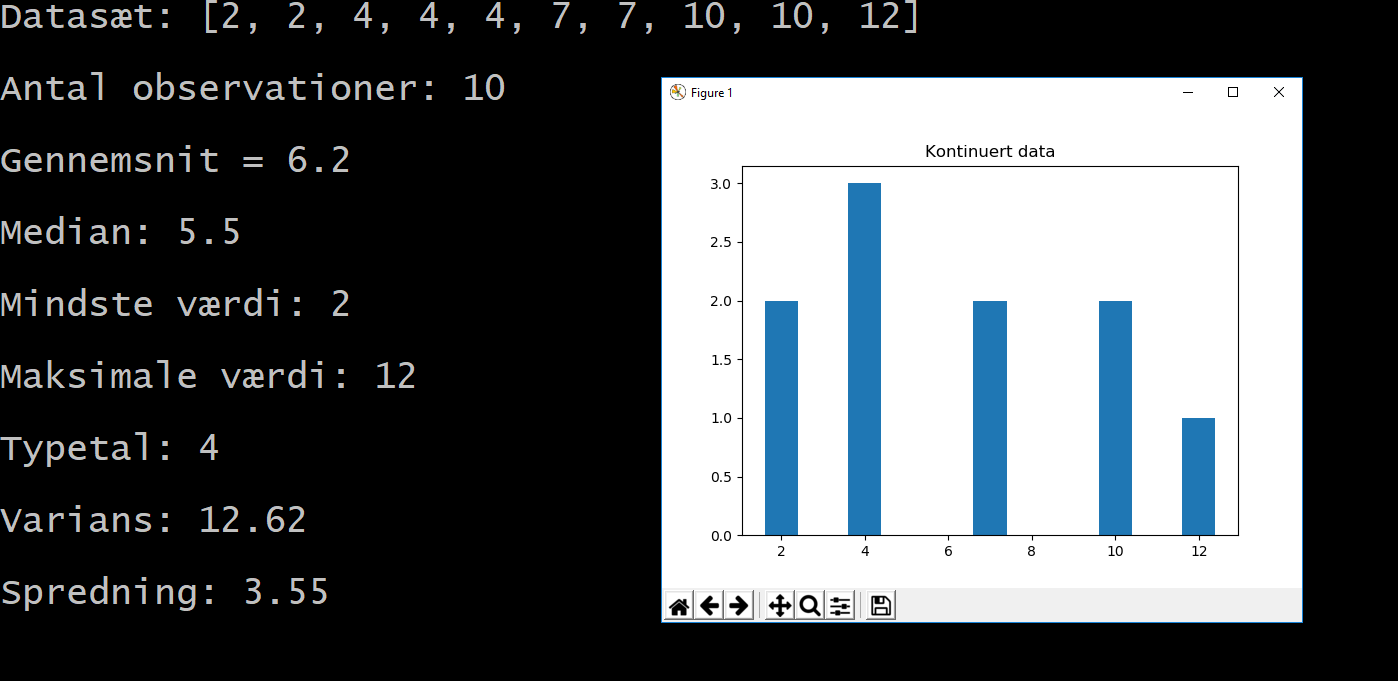 Datasæt: [2, 2, 4, 4, 4, 7, 7, 10, 10, 12]
Antal observationer: 10
Gennemsnit = 6.2
Median: 5.5
Mindste værdi: 2
Maksimale værdi: 12
Typetal: 4
Varians: 12.62
Spredning: 3.55
Figure 1
Kontinuert data
3.0
2.5
2.0
1.5
1.0
0.5
0.0
2 4 6 8 10 12